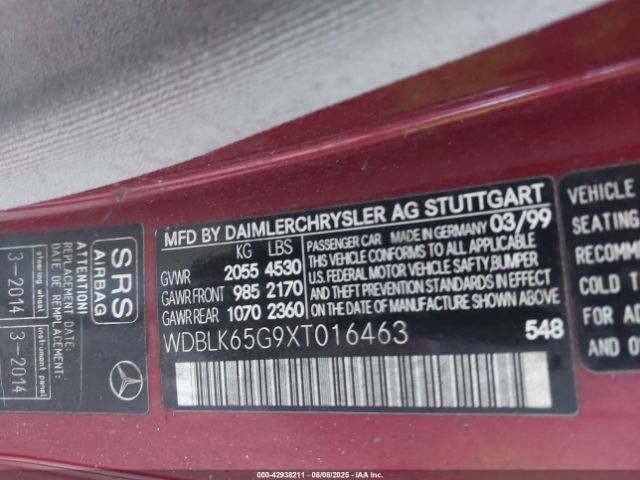 MFD BY DAIMLERCHRYSLER AG STUTTGART
KG LBS
GVWR 2055 4530
GAWR FRONT 985 2170
GAWR REAR 1070 2360
PASSENGER CAR MADE IN GERMANY 03/99
THIS VEHICLE CONFORMS TO ALL APPLICABLE
U.S. FEDERAL MOTOR VEHICLE SAFTY, BUMPER
AND THEFT PREVENTION STANDARDS IN EFFECT
ON THE DATE OF MANUFACTURE SHOWN ABOVE.
WDBLK65G9XT016463 548
SRS
AIRBAG
ATTENTION!
REPLACEMENT DATE/
DATE DE
REMPLACEMENT:
steering wheel instrument panel
3-2014 3-2014
VEHICLE
SEATING
RECOMM
COLD T
FOR AD
AND O
000-42938211 - 08/08/2025 - IAA Inc.